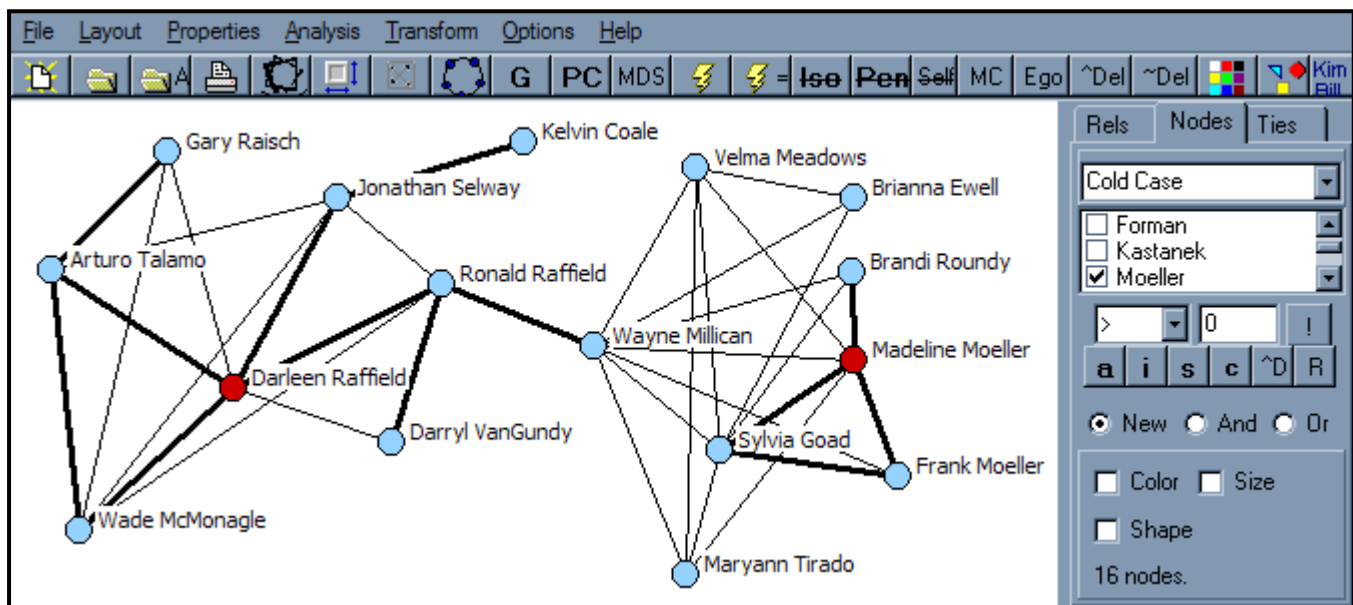 File Layout Properties Analysis Transform Options Help
A G PC MDS = Iso Pen Self MC Ego ^Del ~Del Kim
Bill
Rels Nodes Ties
Cold Case
Forman
Kastanek
Moeller
> 0 !
a i s c ^D R
New And Or
Color Size
Shape
16 nodes.
Kelvin Coale
Gary Raisch
Velma Meadows
Jonathan Selway
Brianna Ewell
Arturo Talamo
Brandi Roundy
Ronald Raffield
Wayne Millican
Madeline Moeller
Darleen Raffield
Darryl VanGundy
Sylvia Goad
Frank Moeller
Wade McMonagle
Maryann Tirado